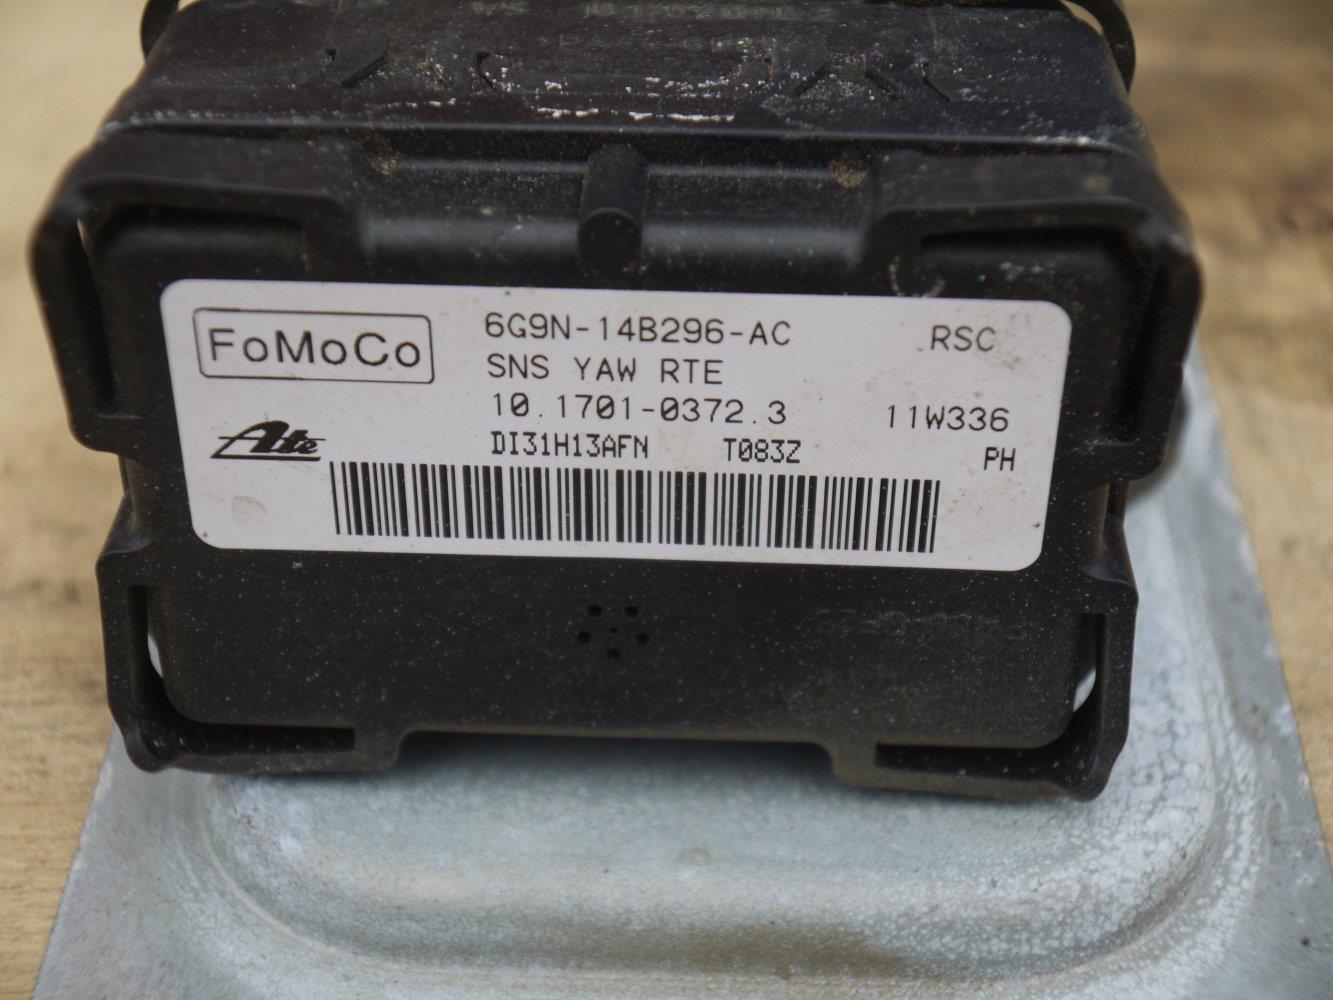 FoMoCo
6G9N-14B296-AC RSC
SNS YAW RTE
10.1701-0372.3 11W336
Ate
DI31H13AFN T083Z PH